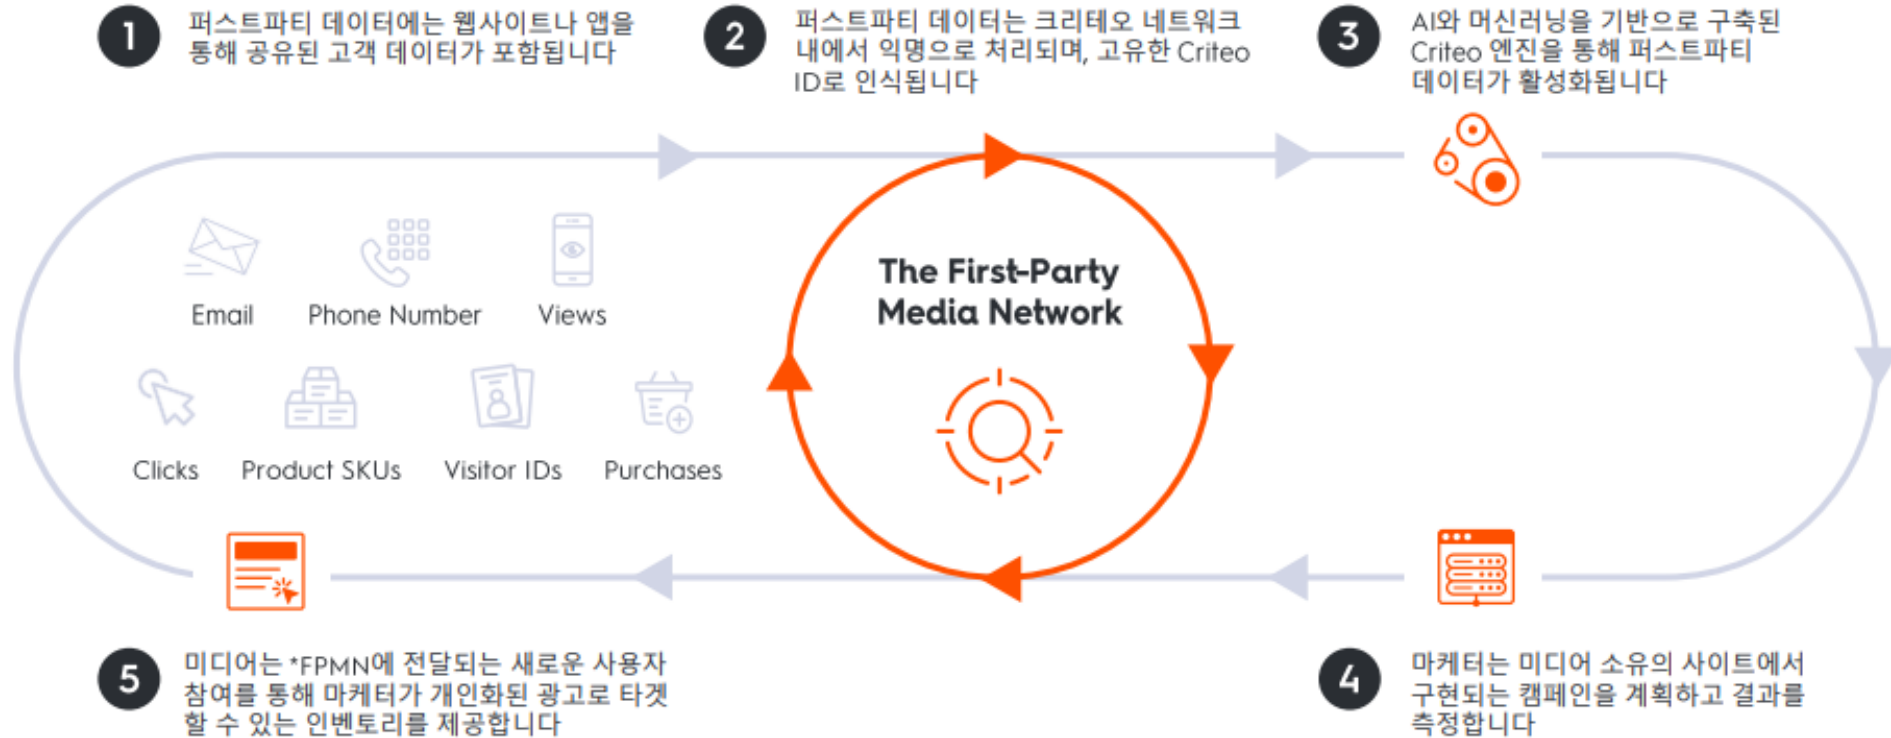 1
퍼스트파티 데이터에는 웹사이트나 앱을
통해 공유된 고객 데이터가 포함됩니다
2
퍼스트파티 데이터는 크리테오 네트워크
내에서 익명으로 처리되며, 고유한 Criteo
ID로 인식됩니다
3
AI와 머신러닝을 기반으로 구축된
Criteo 엔진을 통해 퍼스트파티
데이터가 활성화됩니다
Email
Phone Number
Views
Clicks
Product SKUs
Visitor IDs
Purchases
The First-Party
Media Network
4
마케터는 미디어 소유의 사이트에서
구현되는 캠페인을 계획하고 결과를
측정합니다
5
미디어는 *FPMN에 전달되는 새로운 사용자
참여를 통해 마케터가 개인화된 광고로 타겟
할 수 있는 인벤토리를 제공합니다